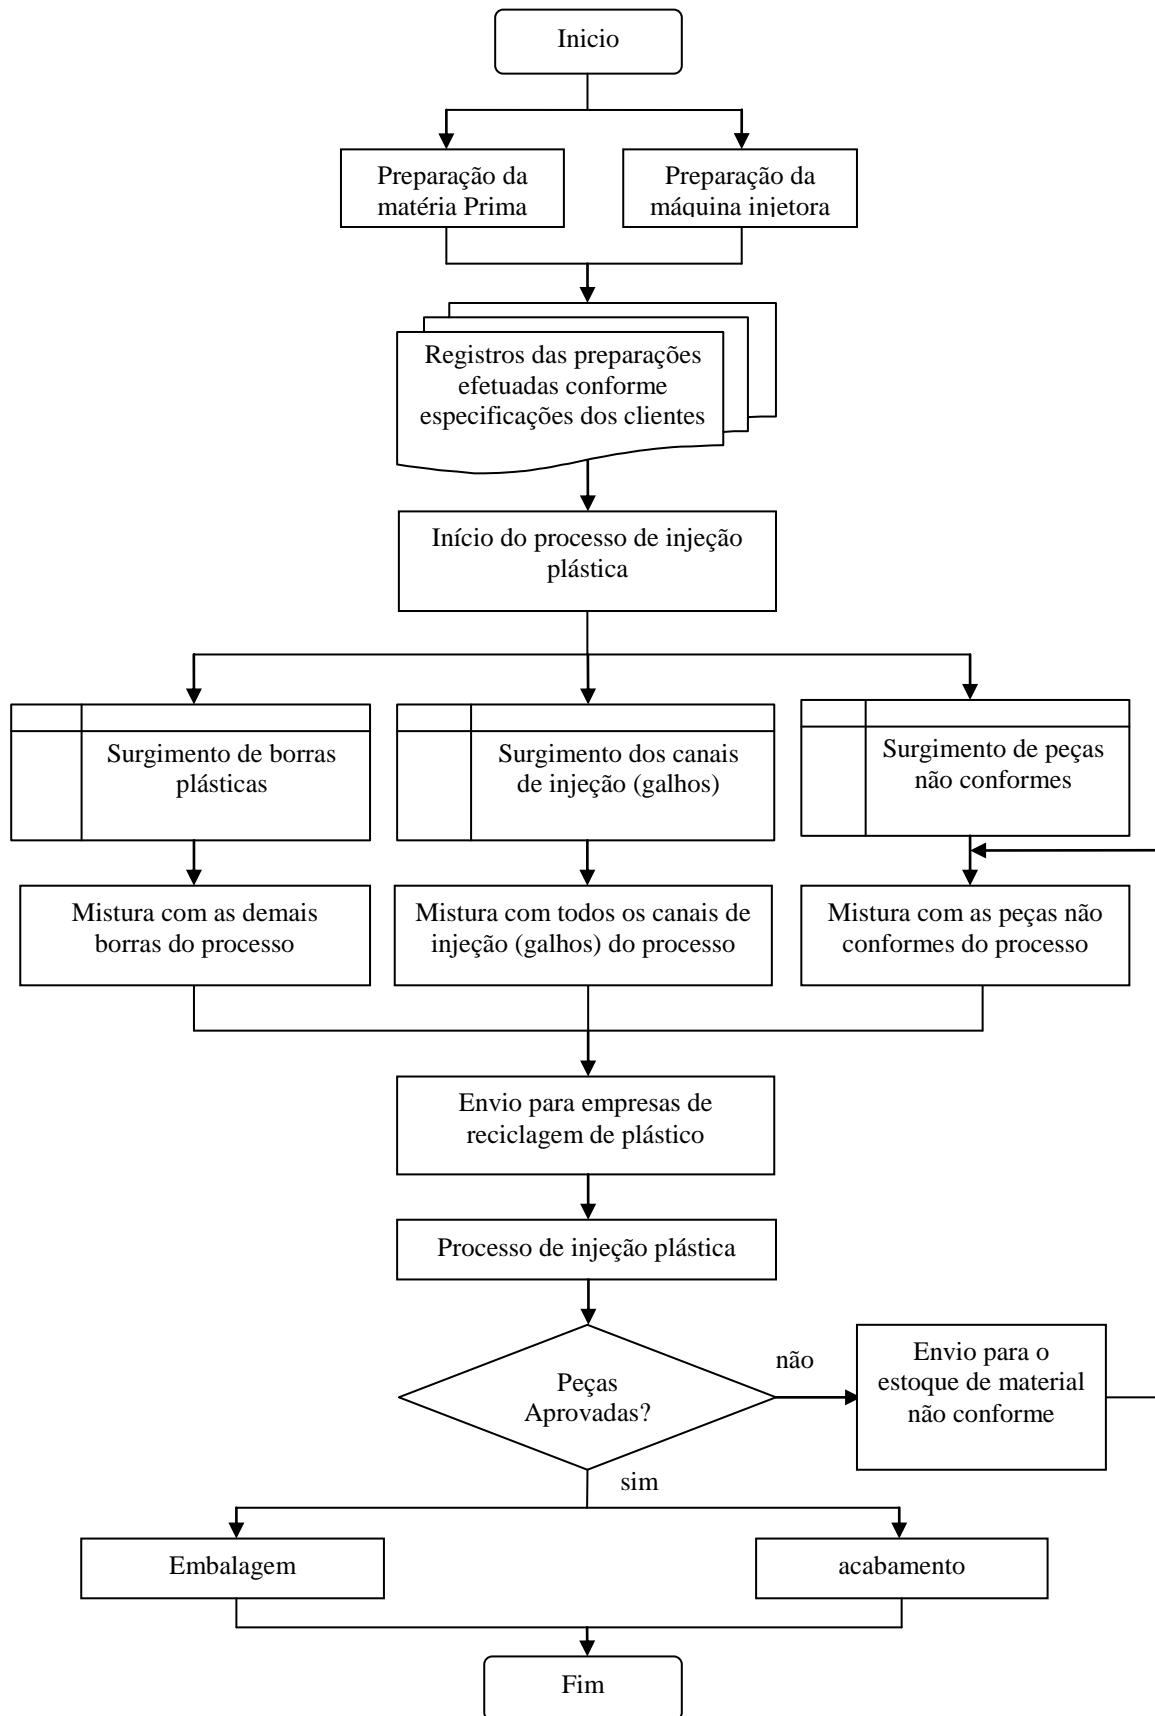 Inicio
Preparação da
matéria Prima
Preparação da
máquina injetora
Registros das preparações
efetuadas conforme
especificações dos clientes
Início do processo de injeção
plástica
Surgimento de borras
plásticas
Surgimento dos canais
de injeção (galhos)
Surgimento de peças
não conformes
Mistura com as demais
borras do processo
Mistura com todos os canais de
injeção (galhos) do processo
Mistura com as peças não
conformes do processo
Envio para empresas de
reciclagem de plástico
Processo de injeção plástica
Peças
Aprovadas?
não
Envio para o
estoque de material
não conforme
sim
Embalagem
acabamento
Fim